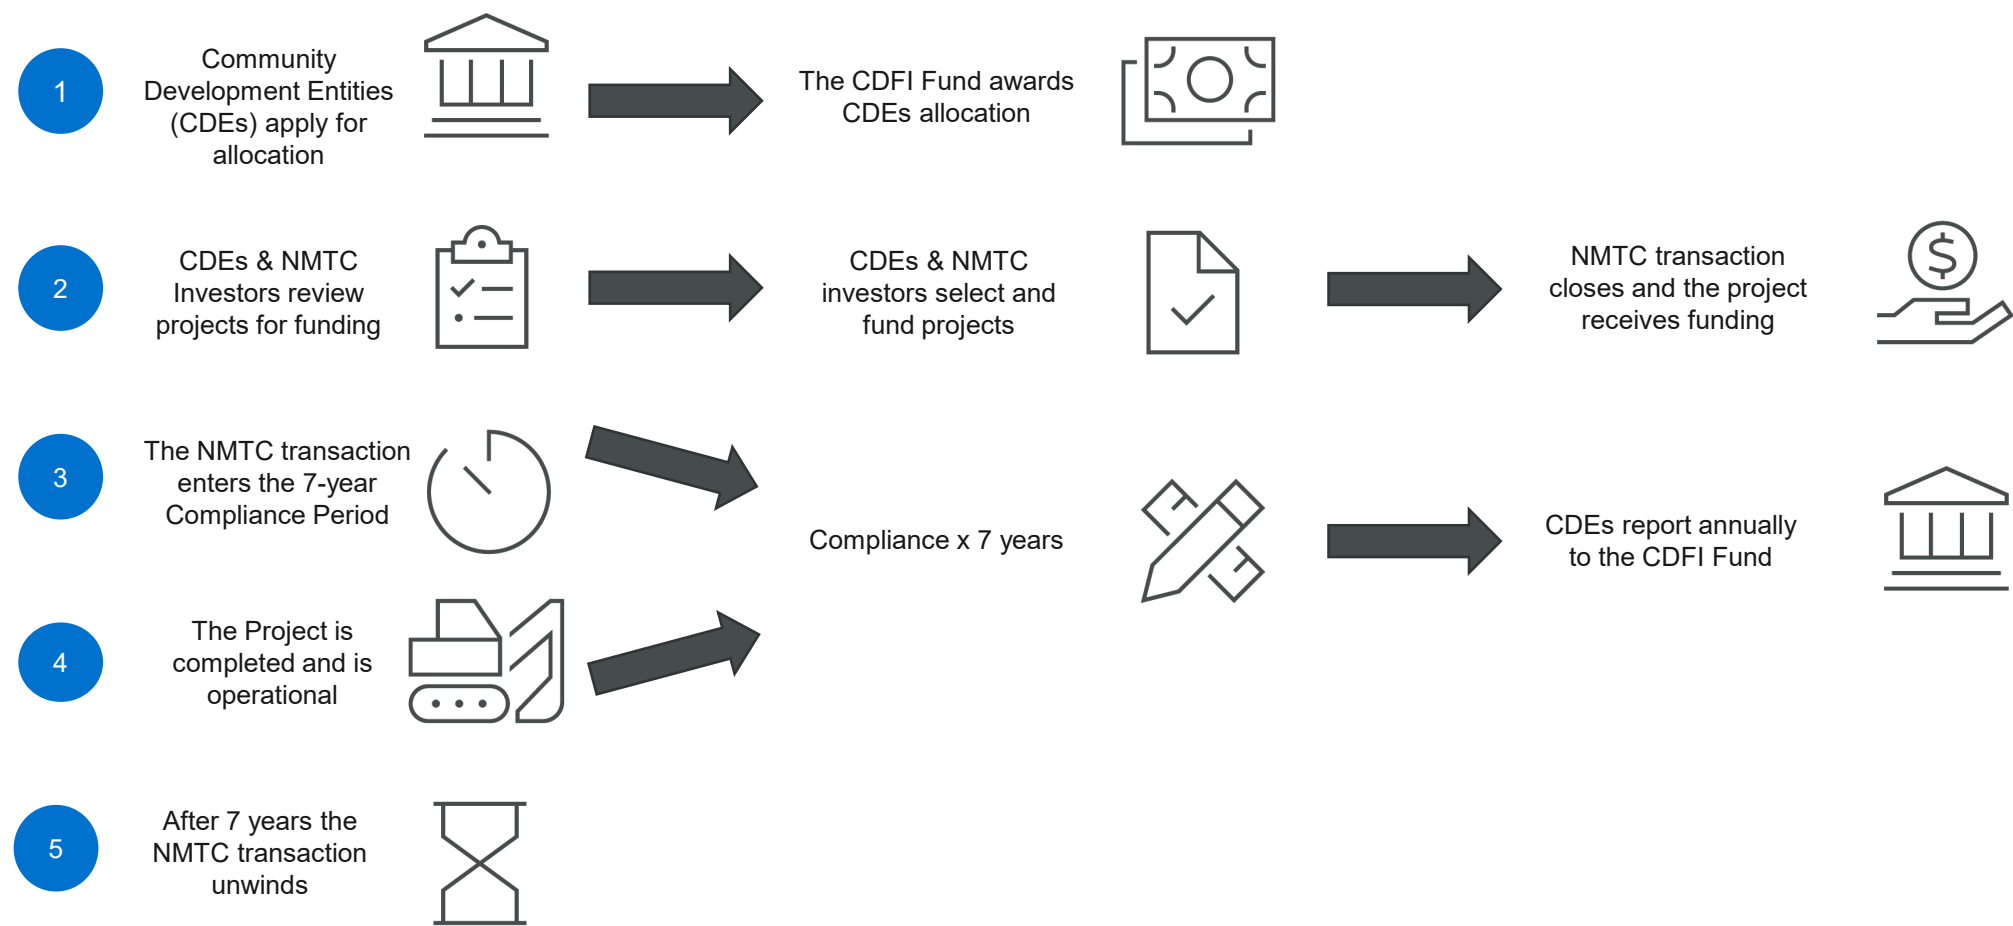 1
Community
Development Entities
(CDEs) apply for
allocation
The CDFI Fund awards
CDEs allocation
2
CDEs & NMTC
Investors review
projects for funding
CDEs & NMTC
investors select and
fund projects
NMTC transaction
closes and the project
receives funding
$
3
The NMTC transaction
enters the 7-year
Compliance Period
Compliance x 7 years
CDEs report annually
to the CDFI Fund
4
The Project is
completed and is
operational
5
After 7 years the
NMTC transaction
unwinds